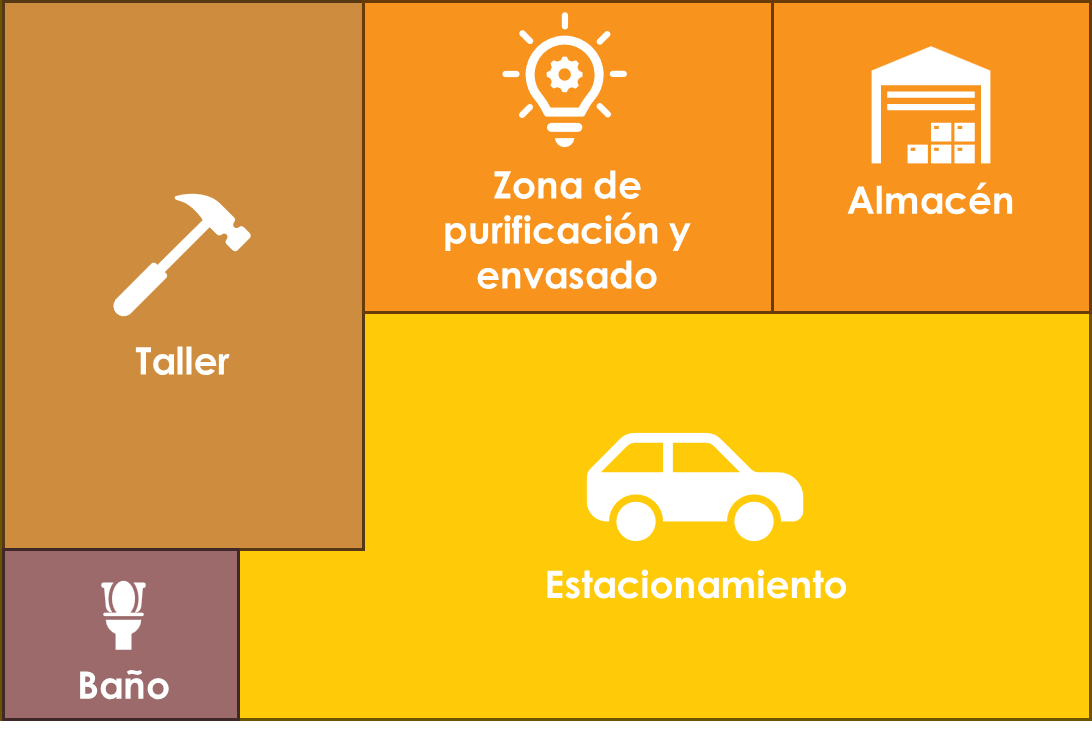 Zona de
purificación y
envasado
Almacén
Taller
Estacionamiento
Baño